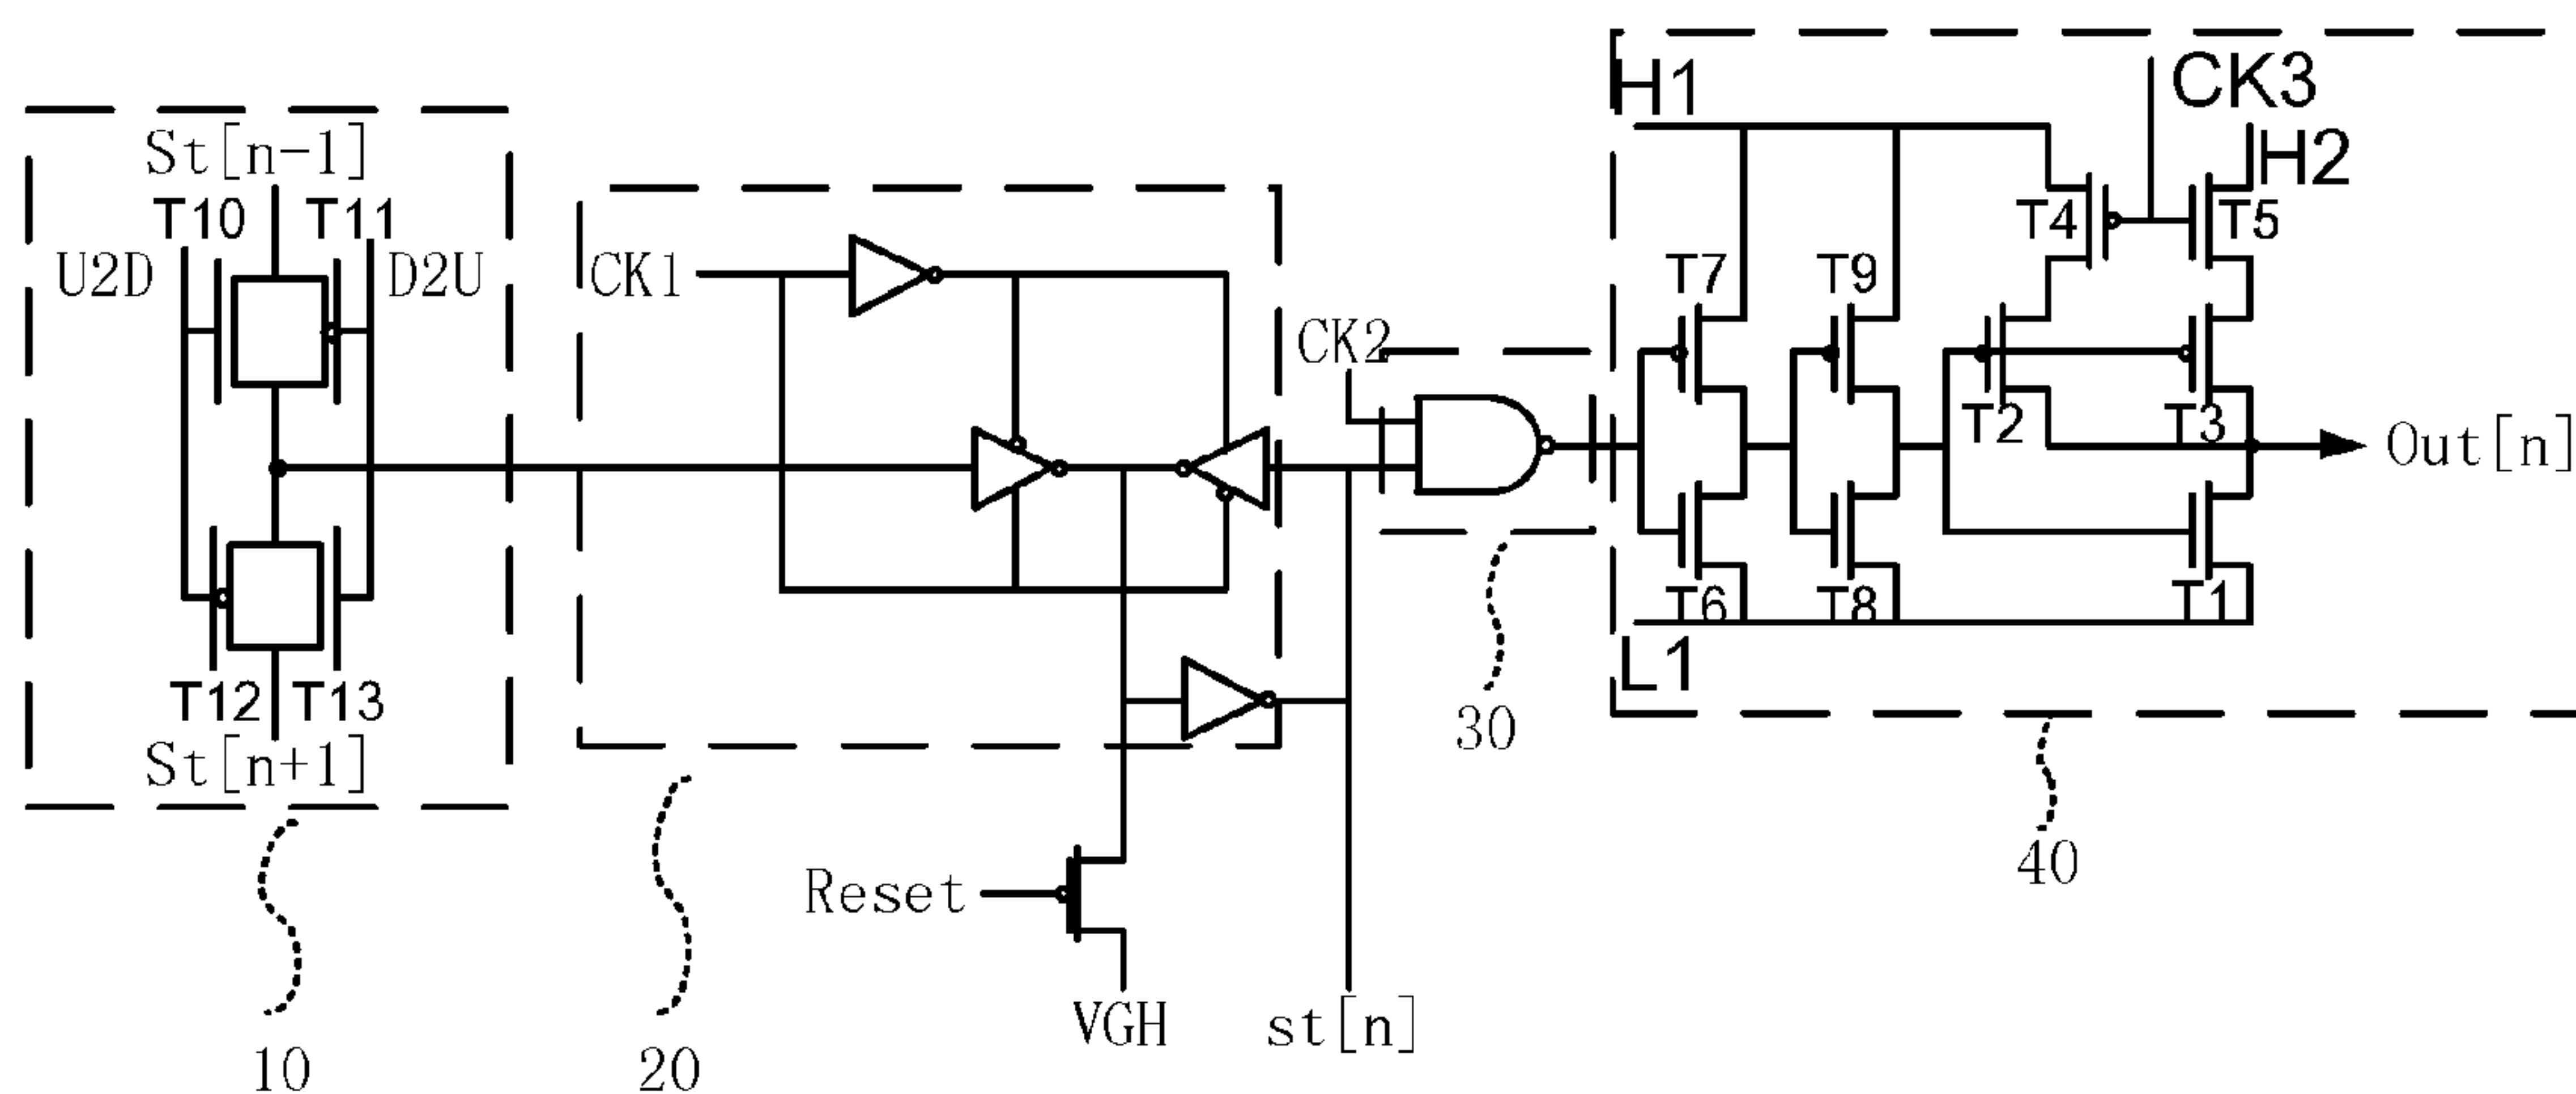 St[n-1]
T10
T11
U2D
D2U
T12
T13
St[n+1]
10
CK1
20
Reset
VGH
st[n]
CK2
30
H1
CK3
H2
T4
T5
T7
T9
T2
T3
Out[n]
T6
T8
T1
L1
40